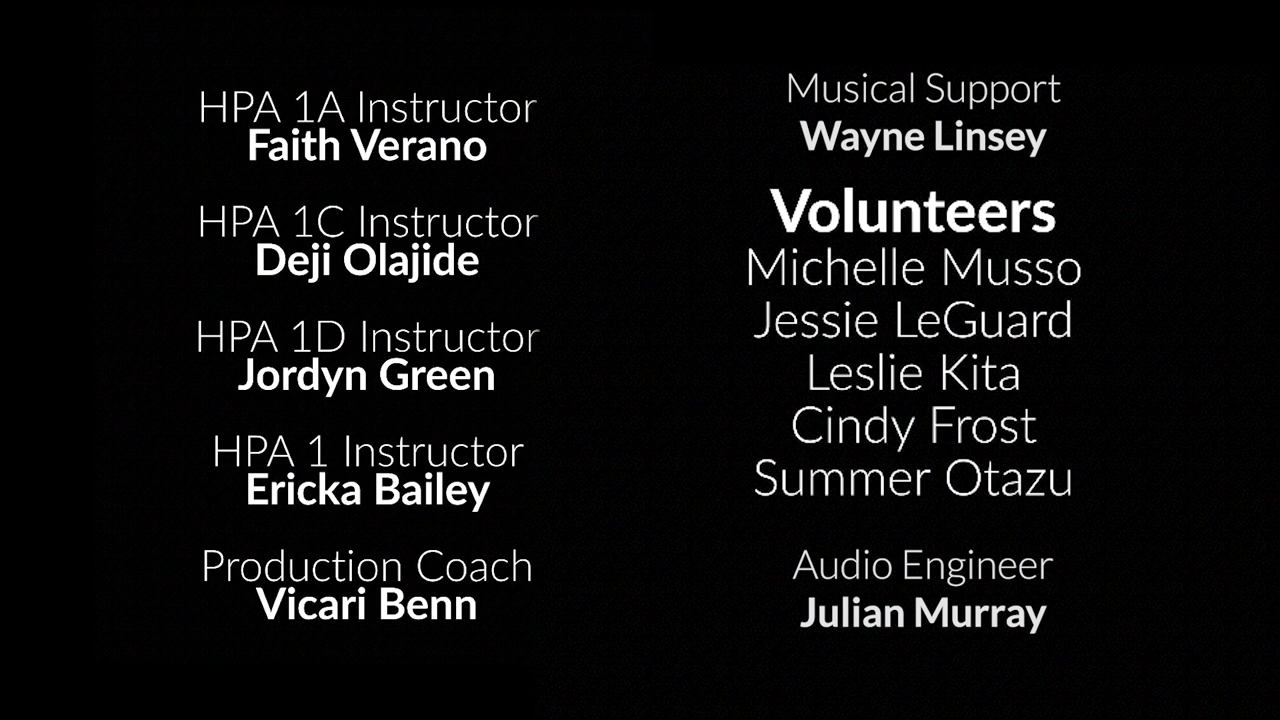 HPA 1A Instructor
Faith Verano
HPA 1C Instructor
Deji Olajide
HPA 1D Instructor
Jordyn Green
HPA 1 Instructor
Ericka Bailey
Production Coach
Vicari Benn
Musical Support
Wayne Linsey
Volunteers
Michelle Musso
Jessie LeGuard
Leslie Kita
Cindy Frost
Summer Otazu
Audio Engineer
Julian Murray